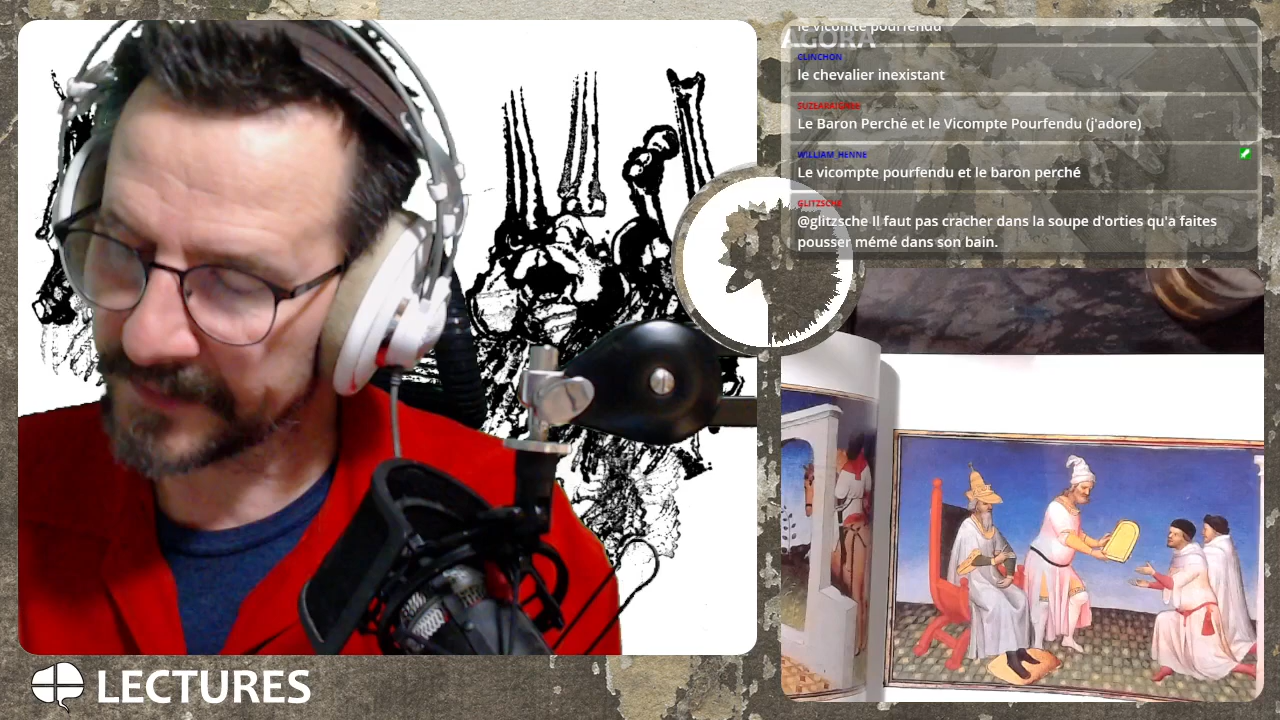 le vicomte pourfendu
AGORA
CLINCHON
le chevalier inexistant
Le Baron Perché et le Vicompte Pourfendu (j'adore)
WILLIAM_HENNE
Le vicompte pourfendu et le baron perché
GLITZSCHE
@glitzsche Il faut pas cracher dans la soupe d'orties qu'a faites
pousser mémé dans son bain.
LECTURES